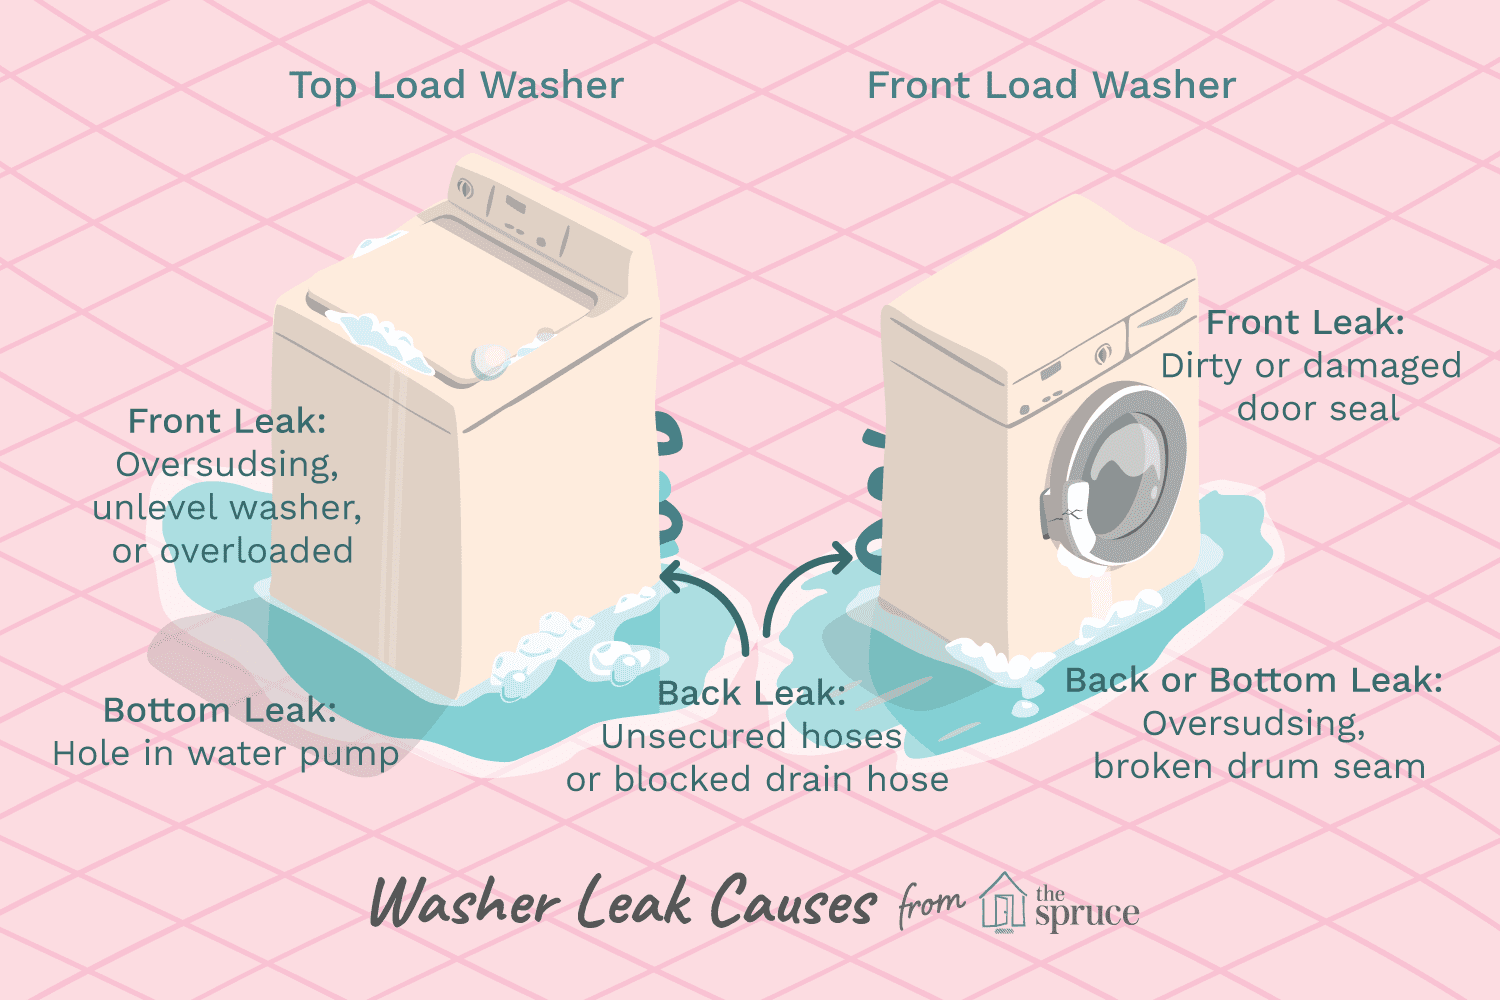 Top Load Washer
Front Load Washer
Front Leak:
Oversudsing,
unlevel washer,
or overloaded
Bottom Leak:
Hole in water pump
Back Leak:
Unsecured hoses
or blocked drain hose
Front Leak:
Dirty or damaged
door seal
Back or Bottom Leak:
Oversudsing,
broken drum seam
Washer Leak Causes from the spruce